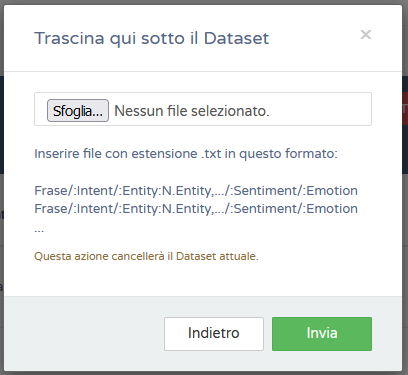 Trascina qui sotto il Dataset
×
Sfoglia... Nessun file selezionato.
Inserire file con estensione .txt in questo formato:
Frase/:Intent/:Entity:N.Entity,.../:Sentiment/:Emotion
Frase/:Intent/:Entity:N.Entity,.../:Sentiment/:Emotion
...
Questa azione cancellerà il Dataset attuale.
Indietro
Invia